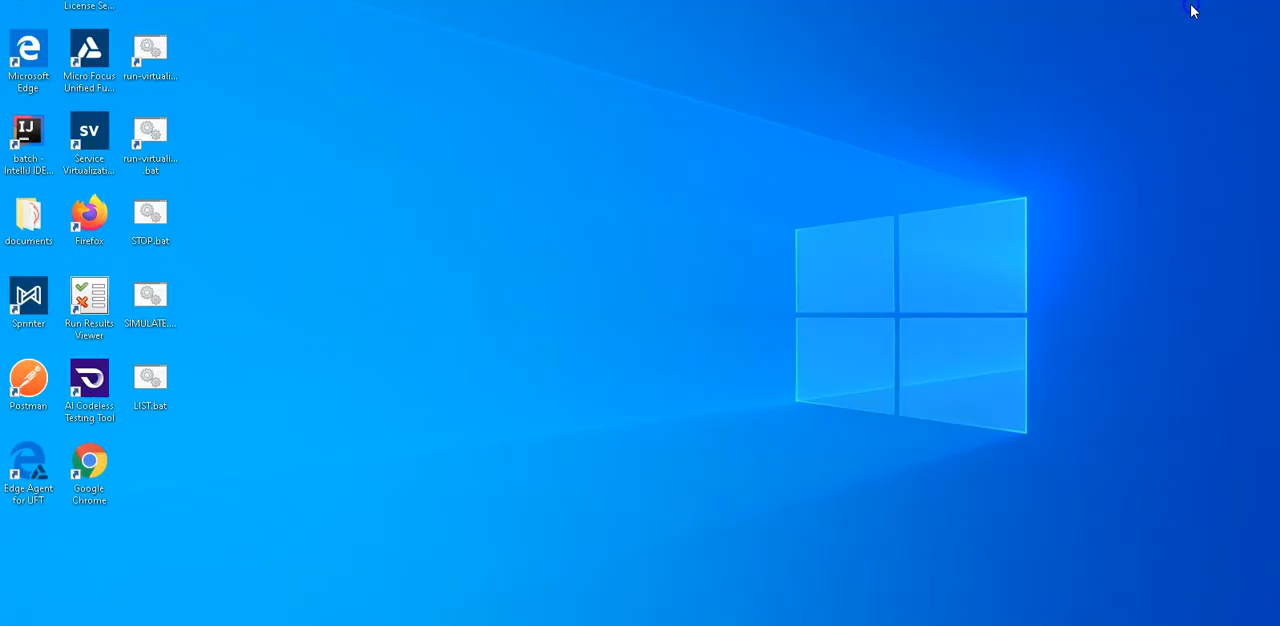 License Se...
Microsoft
Edge
Micro Focus
Unified Fu...
run-virtuali...
IJ
batch -
IntelliJ IDE...
SV
Service
Virtualizati...
run-virtuali...
.bat
documents
Firefox
STOP.bat
Sprinter
Run Results
Viewer
SIMULATE....
Postman
AI Codeless
Testing Tool
LIST.bat
Edge Agent
for UFT
Google
Chrome